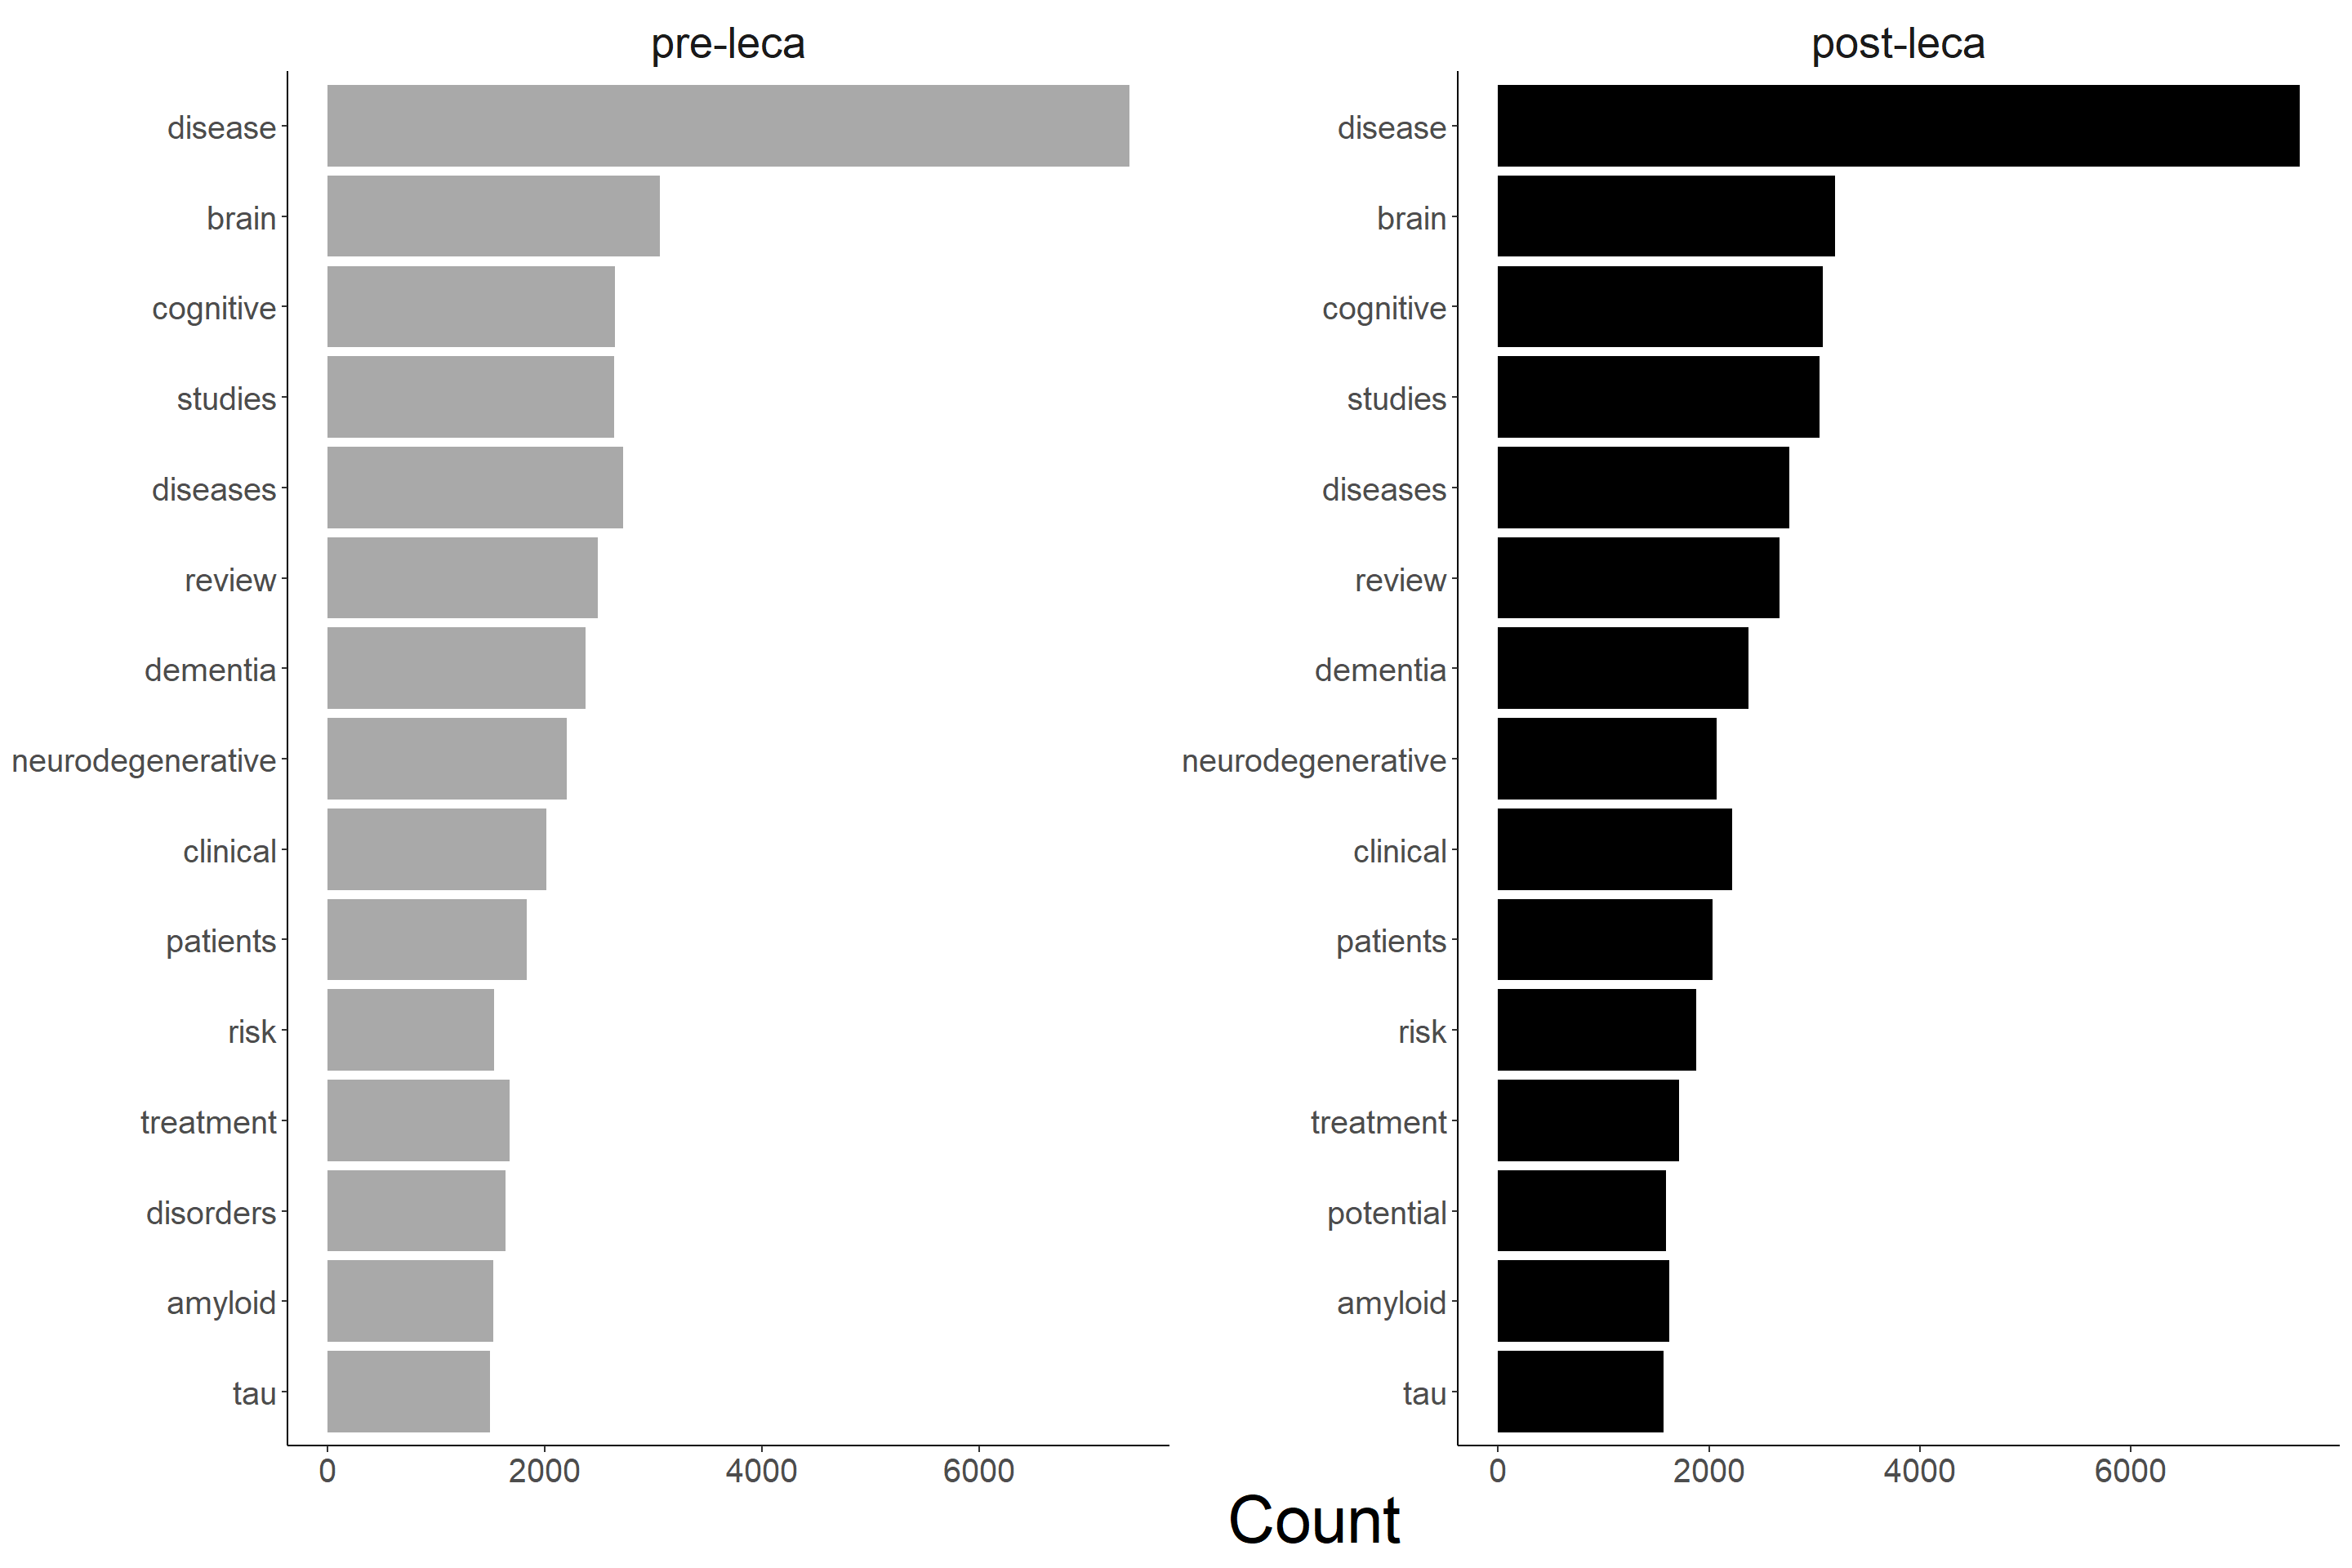 pre-leca
disease
brain
cognitive
studies
diseases
review
dementia
neurodegenerative
clinical
patients
risk
treatment
disorders
amyloid
tau
0 2000 4000 6000
post-leca
disease
brain
cognitive
studies
diseases
review
dementia
neurodegenerative
clinical
patients
risk
treatment
potential
amyloid
tau
0 2000 4000 6000
Count